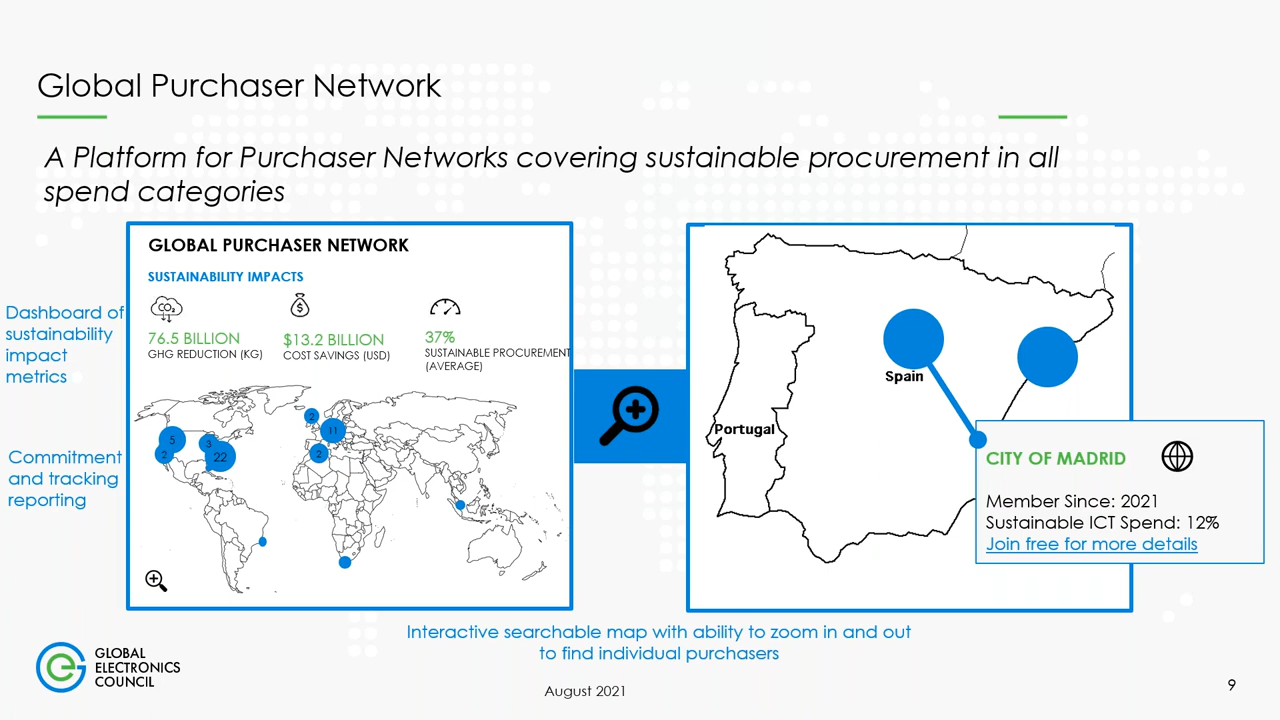 Global Purchaser Network
A Platform for Purchaser Networks covering sustainable procurement in all
spend categories
Dashboard of
sustainability
impact
metrics
Commitment
and tracking
reporting
GLOBAL PURCHASER NETWORK
SUSTAINABILITY IMPACTS
CO₂
$
76.5 BILLION
GHG REDUCTION (KG)
$13.2 BILLION
COST SAVINGS (USD)
37%
SUSTAINABLE PROCUREMENT
(AVERAGE)
5
2
3
22
2
11
2
Spain
Portugal
CITY OF MADRID
Member Since: 2021
Sustainable ICT Spend: 12%
Join free for more details
Interactive searchable map with ability to zoom in and out
to find individual purchasers
GLOBAL
ELECTRONICS
COUNCIL
August 2021
9